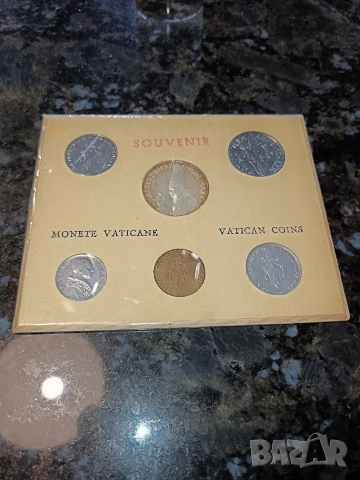 SOUVENIR
MONETE VATICANE
VATICAN COINS
BAZAR